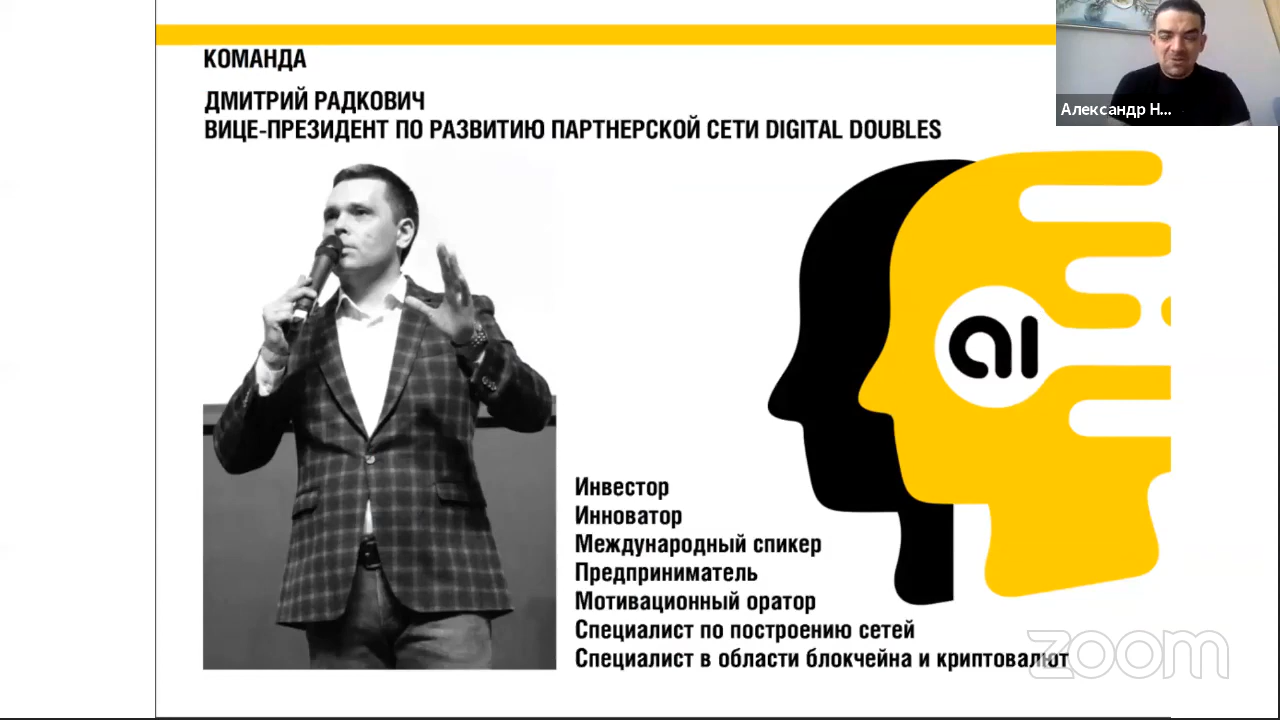 КОМАНДА
ДМИТРИЙ РАДКОВИЧ
ВИЦЕ-ПРЕЗИДЕНТ ПО РАЗВИТИЮ ПАРТНЕРСКОЙ СЕТИ DIGITAL DOUBLES
Александр Н...
ai
Инвестор
Инноватор
Международный спикер
Предприниматель
Мотивационный оратор
Специалист по построению сетей
Специалист в области блокчейна и криптовалют
zoom